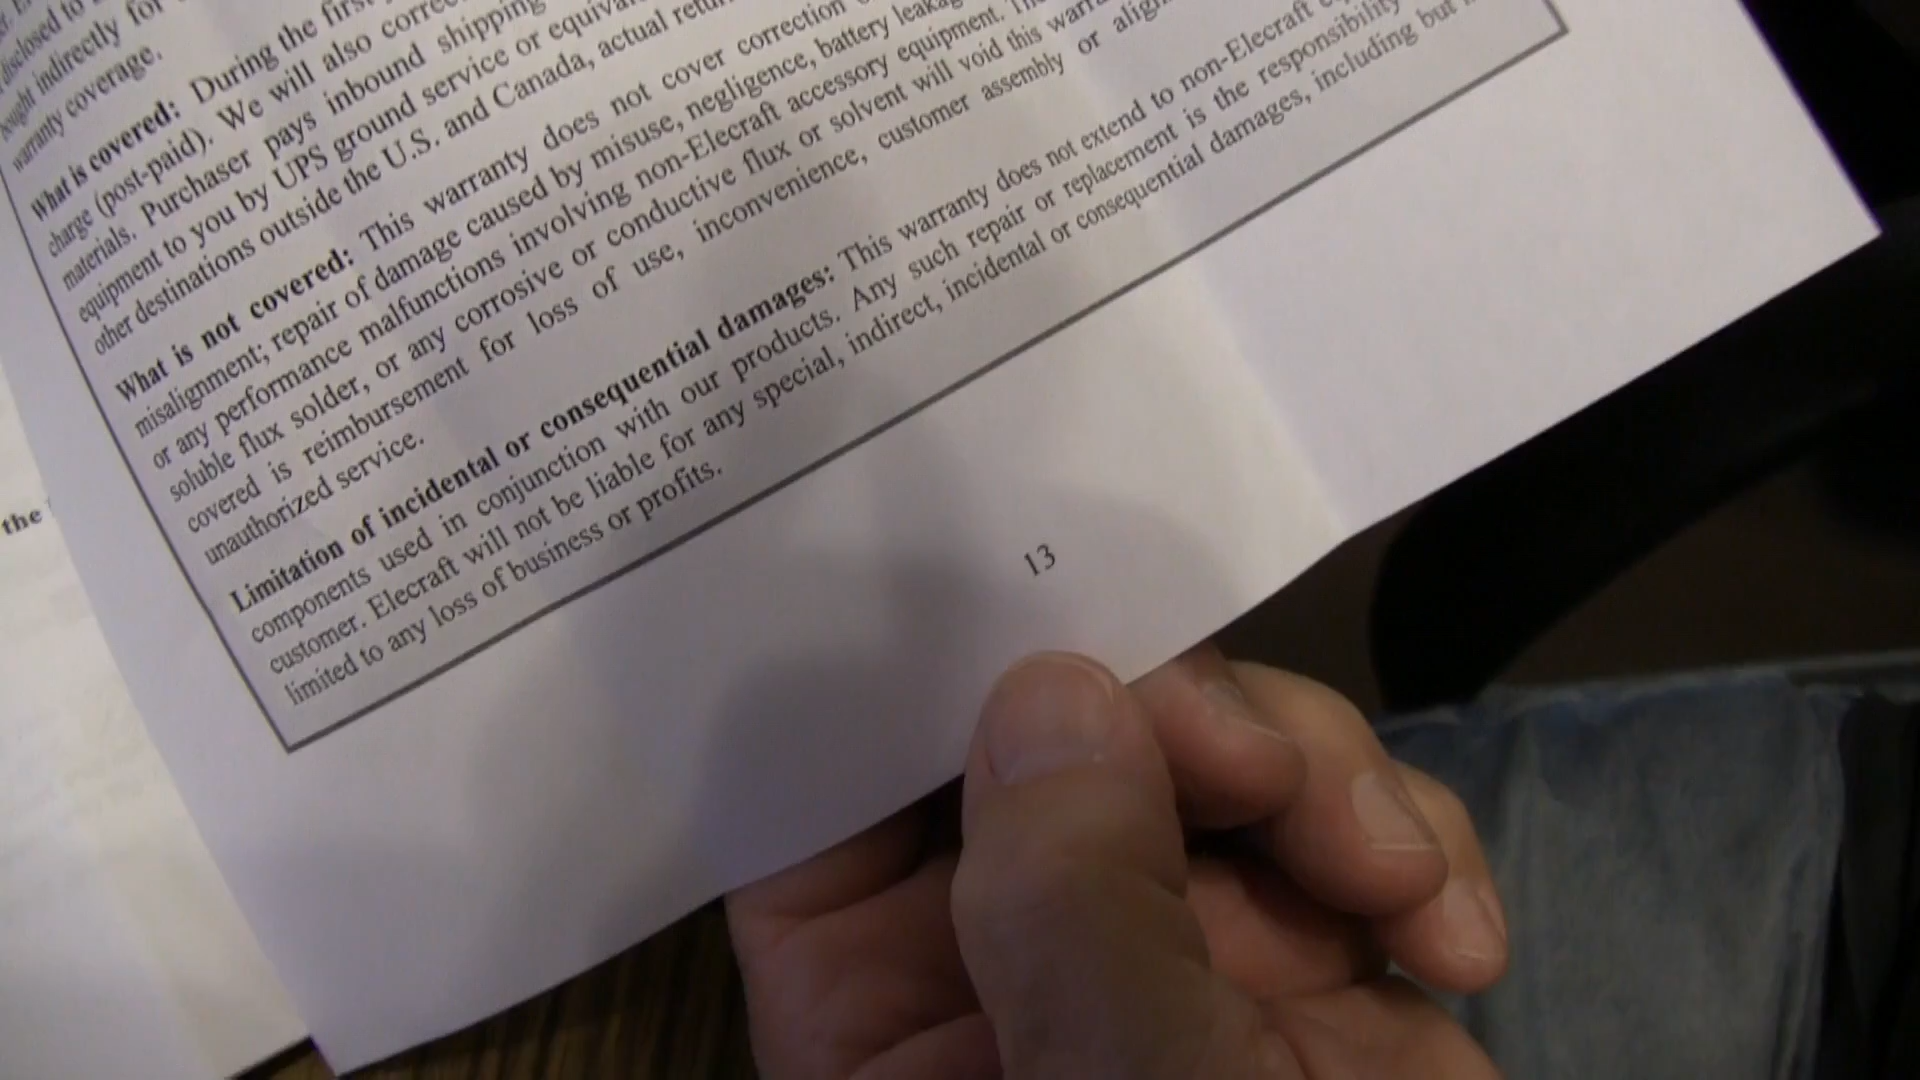 disclosed to
ought indirectly for
warranty coverage.
What is covered: During the first
charge (post-paid). We will also correct
materials. Purchaser pays inbound shipping
equipment to you by UPS ground service or
other destinations outside the U.S. and Canada, actual
What is not covered: This warranty does not cover correction
misalignment; repair of damage caused by misuse, negligence, battery
or any performance malfunctions involving non-Elecraft accessory equipment.
soluble flux solder, or any corrosive or conductive flux or solvent will void this
covered is reimbursement for loss of use, inconvenience, customer assembly or
unauthorized service.
Limitation of incidental or consequential damages: This warranty does not extend to non-Elecraft
components used in conjunction with our products. Any such repair or replacement is the responsibility
customer. Elecraft will not be liable for any special, indirect, incidental or consequential damages, including but
limited to any loss of business or profits.
13
the